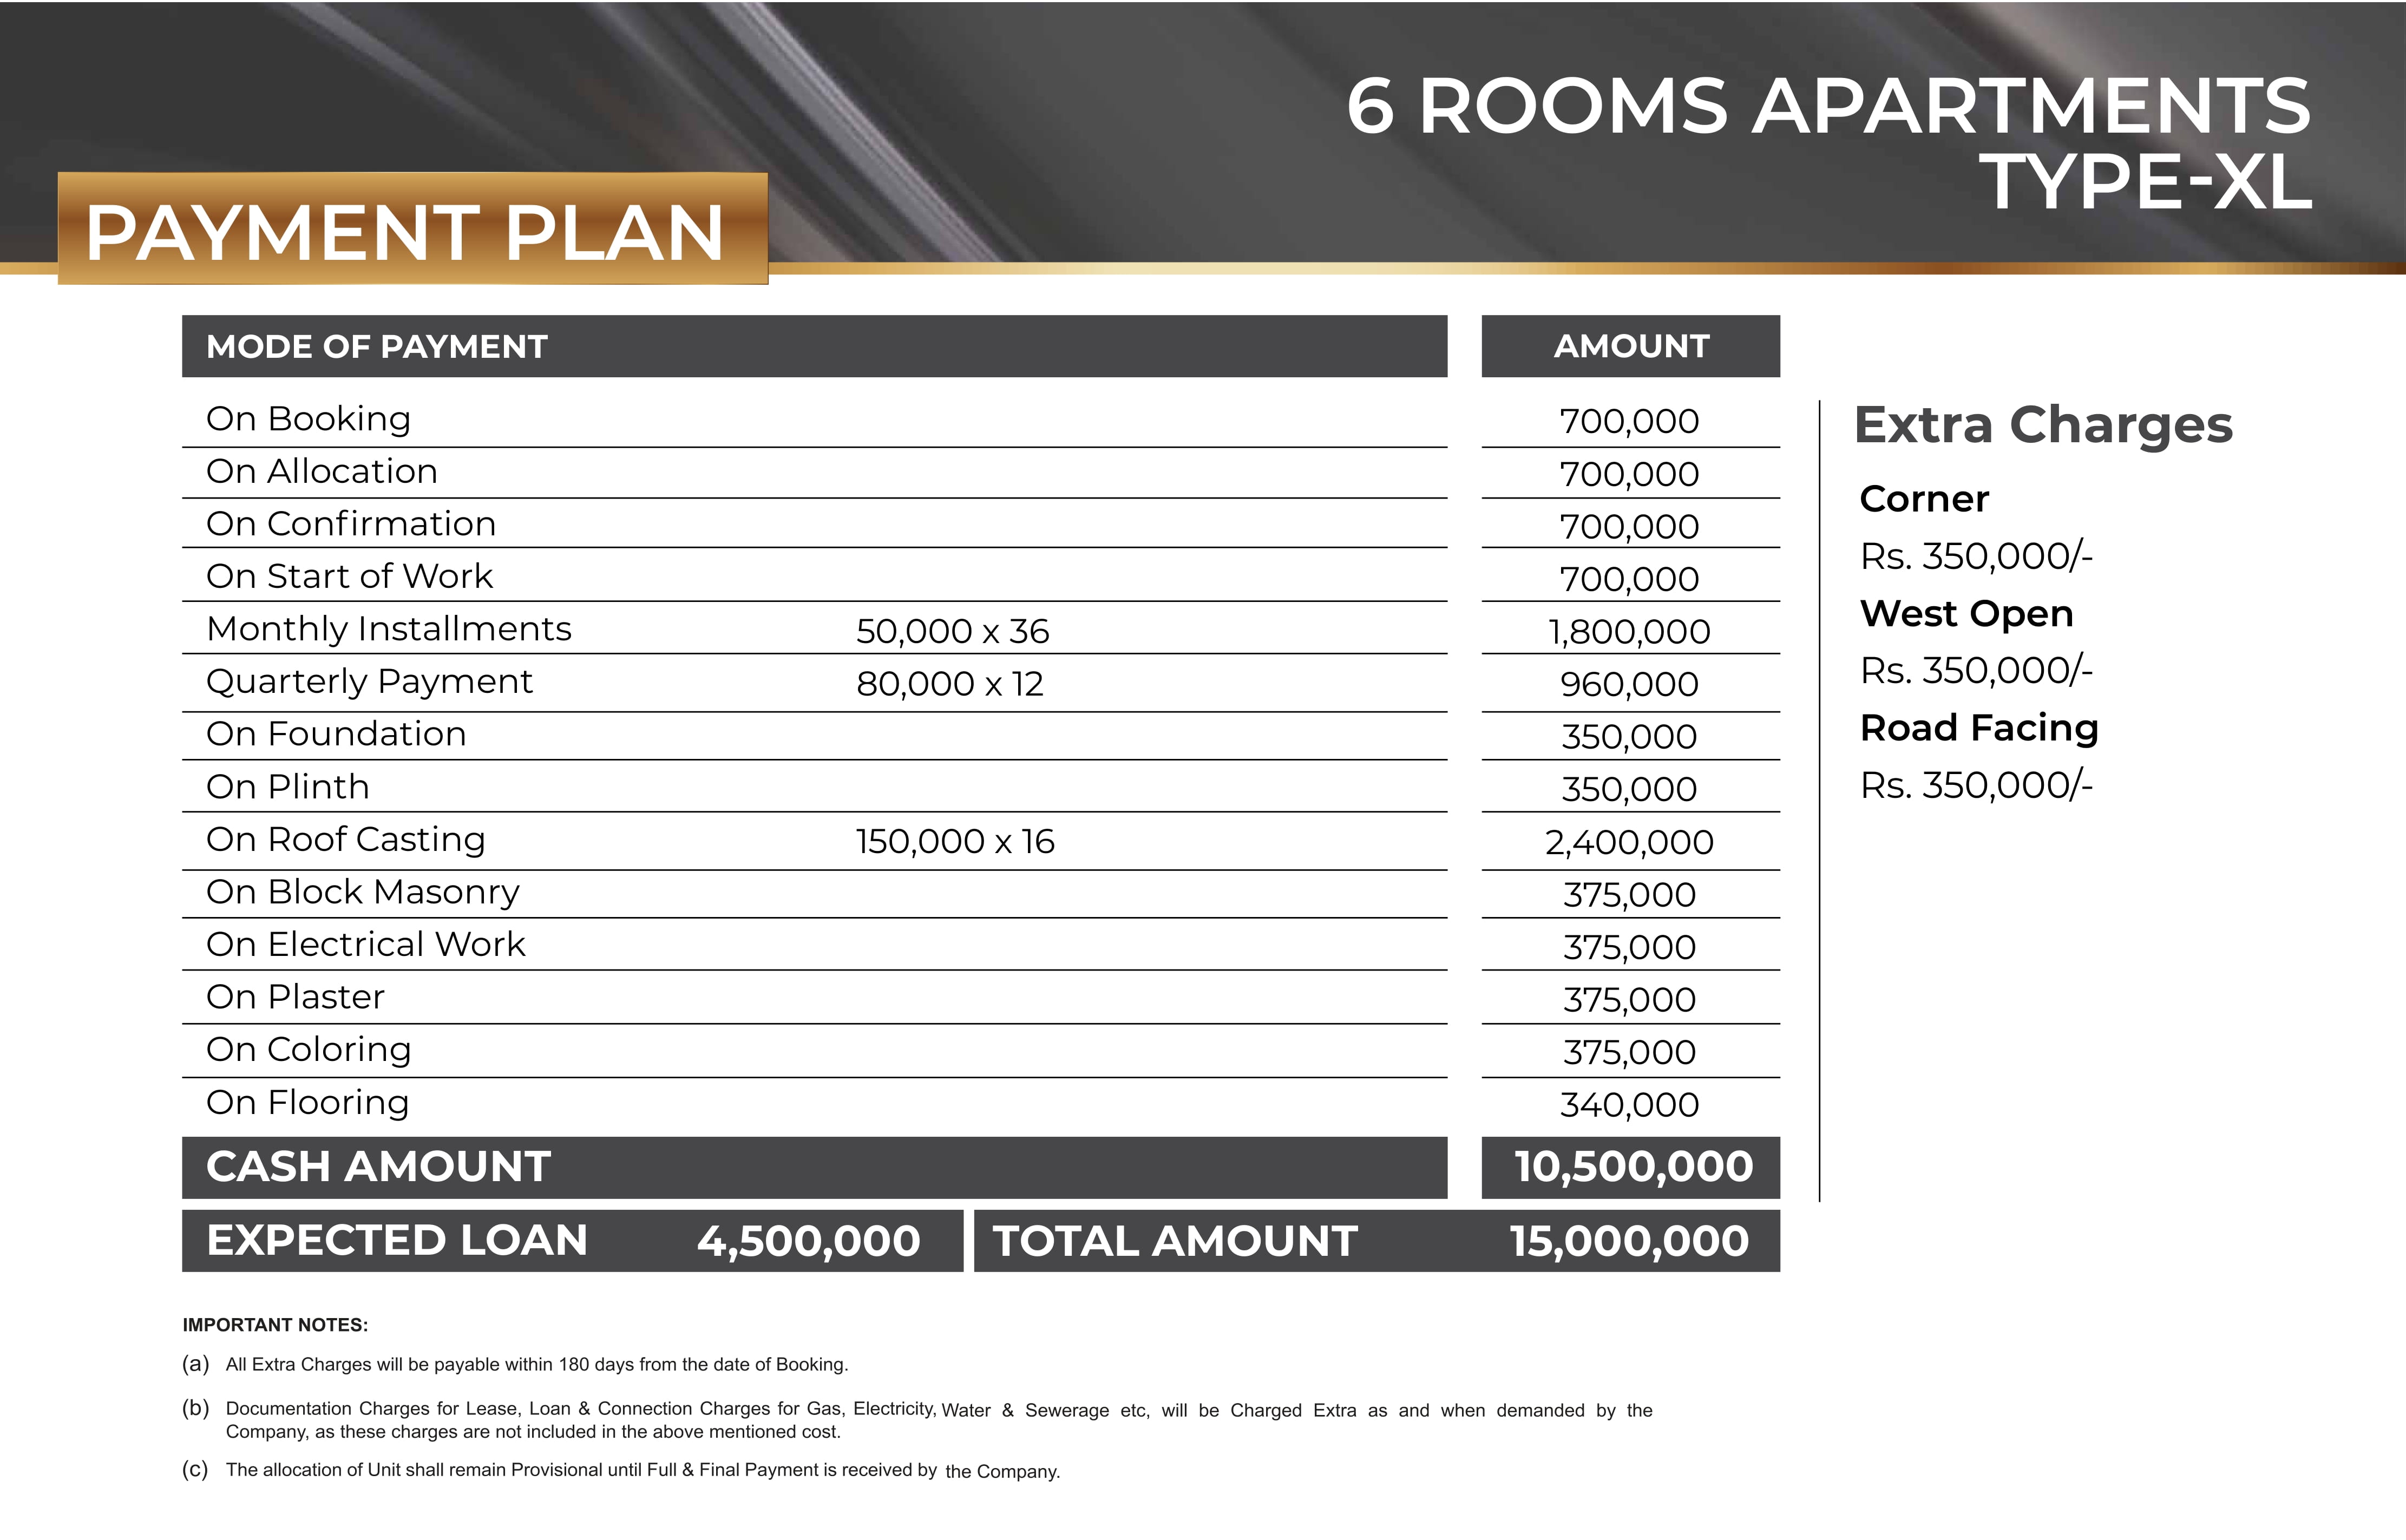 6 ROOMS APARTMENTS
TYPE-XL
PAYMENT PLAN
MODE OF PAYMENT AMOUNT
On Booking 700,000
On Allocation 700,000
On Confirmation 700,000
On Start of Work 700,000
Monthly Installments 50,000 x 36 1,800,000
Quarterly Payment 80,000 x 12 960,000
On Foundation 350,000
On Plinth 350,000
On Roof Casting 150,000 x 16 2,400,000
On Block Masonry 375,000
On Electrical Work 375,000
On Plaster 375,000
On Coloring 375,000
On Flooring 340,000
CASH AMOUNT 10,500,000
EXPECTED LOAN 4,500,000 TOTAL AMOUNT 15,000,000
Extra Charges
Corner
Rs. 350,000/-
West Open
Rs. 350,000/-
Road Facing
Rs. 350,000/-
IMPORTANT NOTES:
(a) All Extra Charges will be payable within 180 days from the date of Booking.
(b) Documentation Charges for Lease, Loan & Connection Charges for Gas, Electricity, Water & Sewerage etc, will be Charged Extra as and when demanded by the
Company, as these charges are not included in the above mentioned cost.
(c) The allocation of Unit shall remain Provisional until Full & Final Payment is received by the Company.